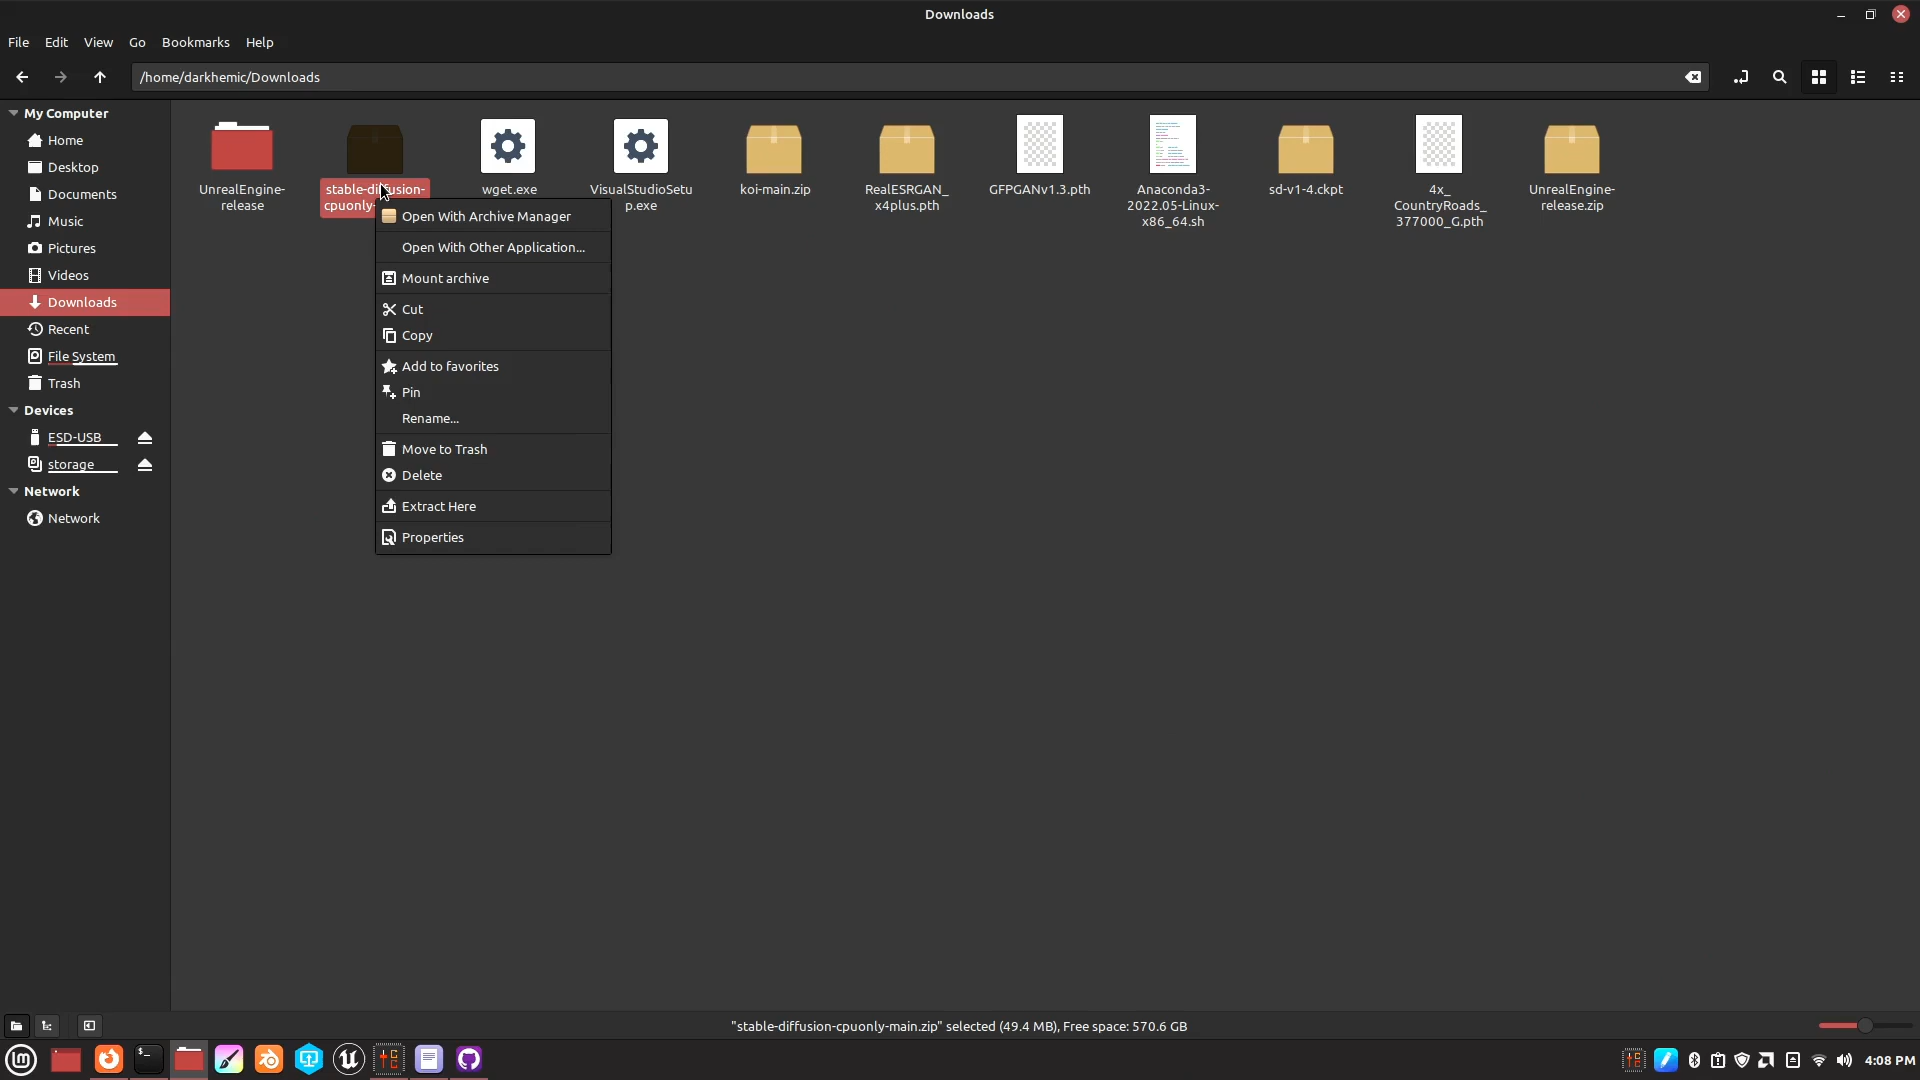 Downloads
File Edit View Go Bookmarks Help
/home/darkhemic/Downloads
My Computer
Home
Desktop
Documents
Music
Pictures
Videos
Downloads
Recent
File System
Trash
Devices
ESD-USB
storage
Network
Network
UnrealEngine-
release
stable-diffusion-
cpuonly-
wget.exe
VisualStudioSetu
p.exe
koi-main.zip
RealESRGAN_
x4plus.pth
GFPGANv1.3.pth
Anaconda3-
2022.05-Linux-
x86_64.sh
sd-v1-4.ckpt
4x_
CountryRoads_
377000_G.pth
UnrealEngine-
release.zip
Open With Archive Manager
Open With Other Application...
Mount archive
Cut
Copy
Add to favorites
Pin
Rename...
Move to Trash
Delete
Extract Here
Properties
"stable-diffusion-cpuonly-main.zip" selected (49.4 MB), Free space: 570.6 GB
4:08 PM